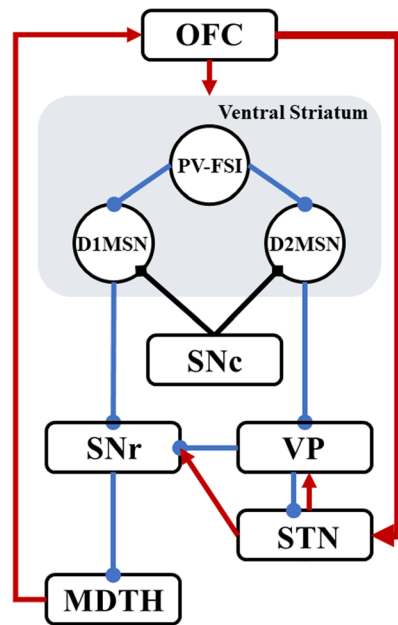 OFC
Ventral Striatum
PV-FSI
D1MSN
D2MSN
SNc
SNr
VP
STN
MDTH